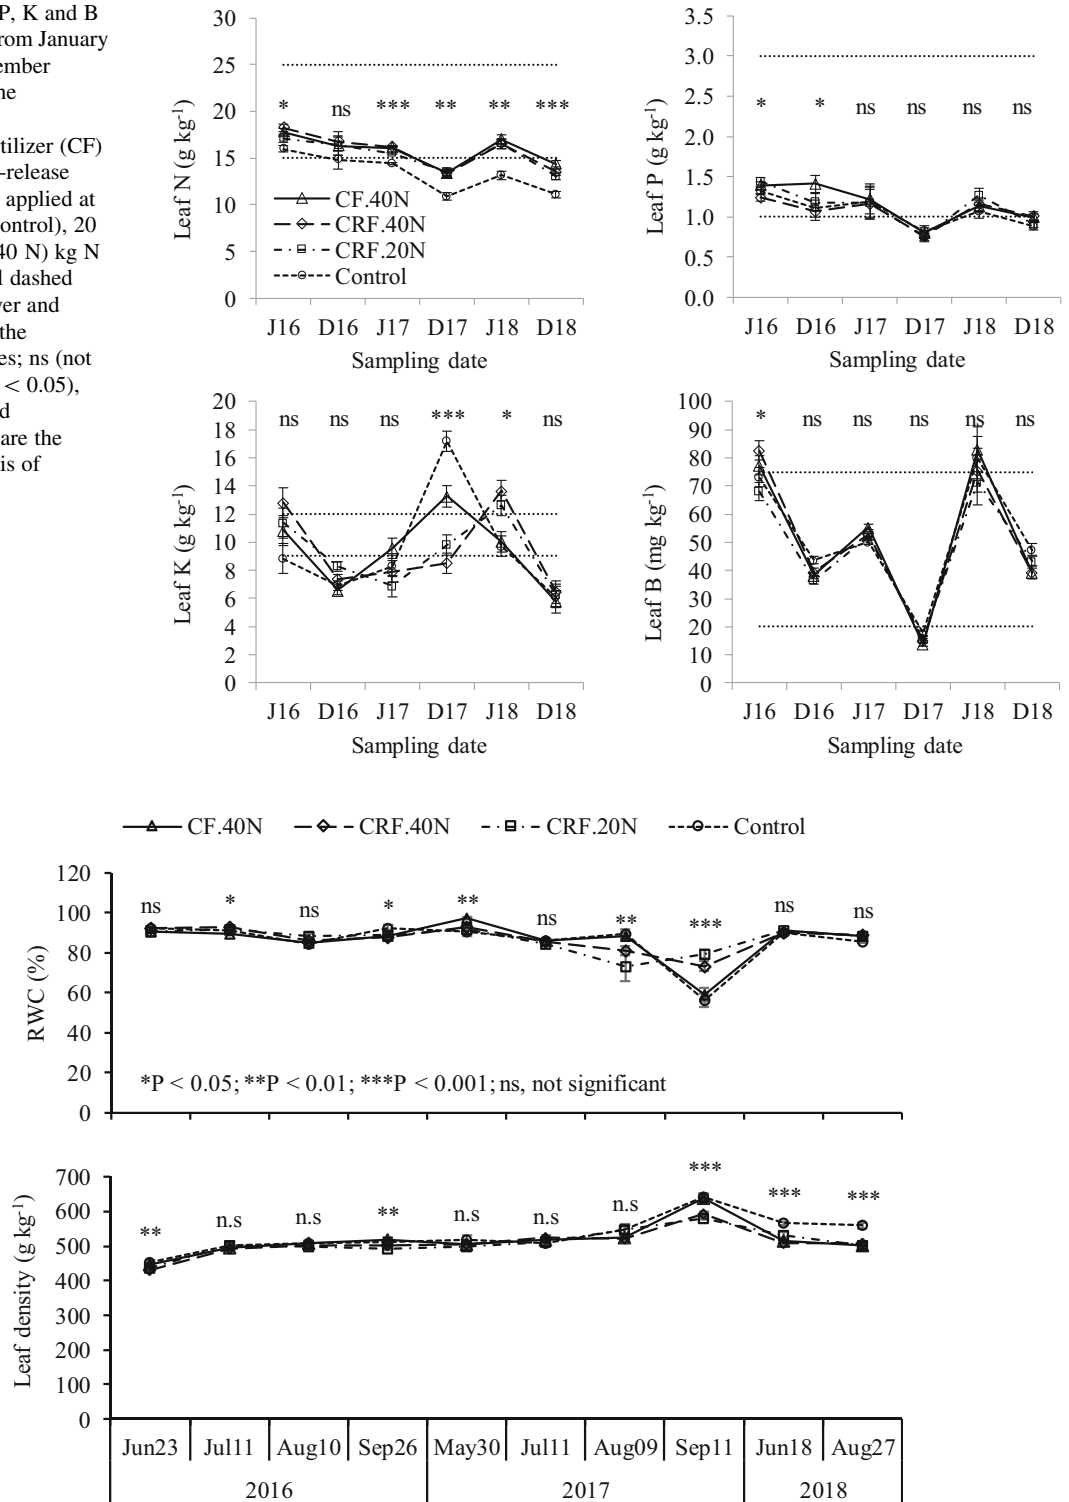 P, K and B
rom January
ember
ne
tilizer (CF)
-release
applied at
ontrol), 20
40 N) kg N
l dashed
ver and
the
es; ns (not
< 0.05),
d
are the
is of
30
25
20
15
10
5
0
Leaf N (g kg-1)
* ns *** ** ** ***
CF.40N
CRF.40N
CRF.20N
Control
J16 D16 J17 D17 J18 D18
Sampling date
3.5
3.0
2.5
2.0
1.5
1.0
0.5
0.0
Leaf P (g kg-1)
* * ns ns ns ns
J16 D16 J17 D17 J18 D18
Sampling date
20
18
16
14
12
10
8
6
4
2
0
Leaf K (g kg-1)
ns ns ns *** * ns
J16 D16 J17 D17 J18 D18
Sampling date
100
90
80
70
60
50
40
30
20
10
0
Leaf B (mg kg-1)
* ns ns ns ns ns
J16 D16 J17 D17 J18 D18
Sampling date
CF.40N CRF.40N CRF.20N Control
120
100
80
60
40
20
0
RWC (%)
ns * ns * ** ns ** *** ns ns
*P < 0.05; **P < 0.01; ***P < 0.001; ns, not significant
700
600
500
400
300
200
100
0
Leaf density (g kg-1)
** n.s n.s ** n.s n.s n.s *** *** ***
Jun23 Jul11 Aug10 Sep26 May30 Jul11 Aug09 Sep11 Jun18 Aug27
2016 2017 2018